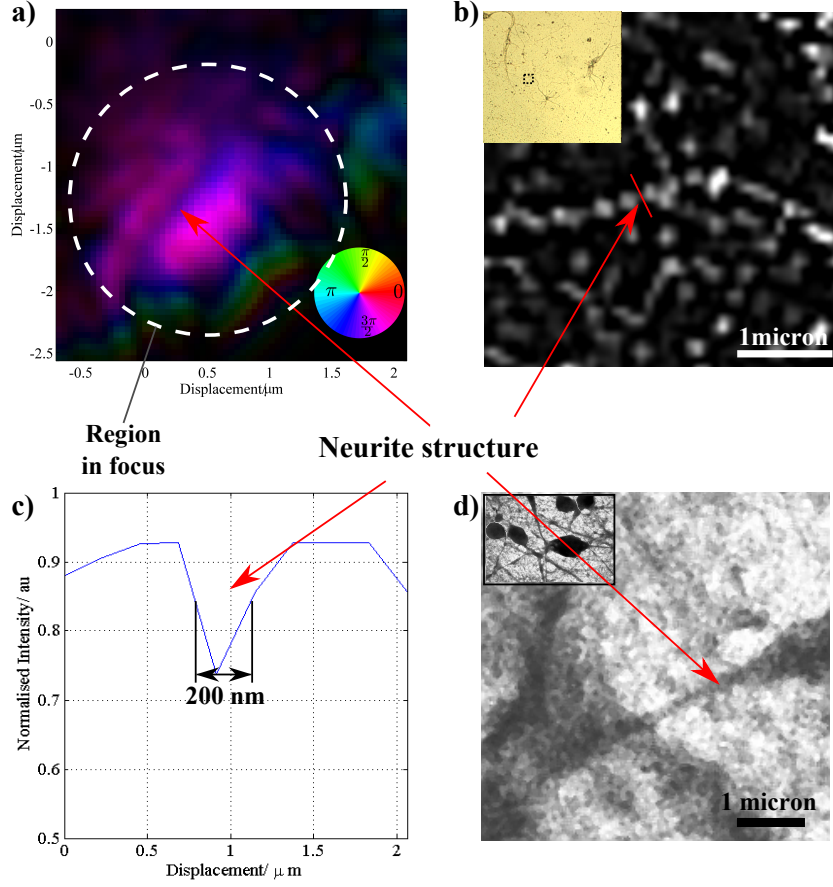 a)
0
-0.5
-1
-1.5
-2
-2.5
Displacement/μm
-0.5 0 0.5 1 1.5 2
Displacement/μm
π/2
π
0
3π/2
b)
1micron
Region
in focus
Neurite structure
c)
1
0.9
0.8
0.7
0.6
0.5
Normalised Intensity/ au
200 nm
0 0.5 1 1.5 2
Displacement/ μ m
d)
1 micron